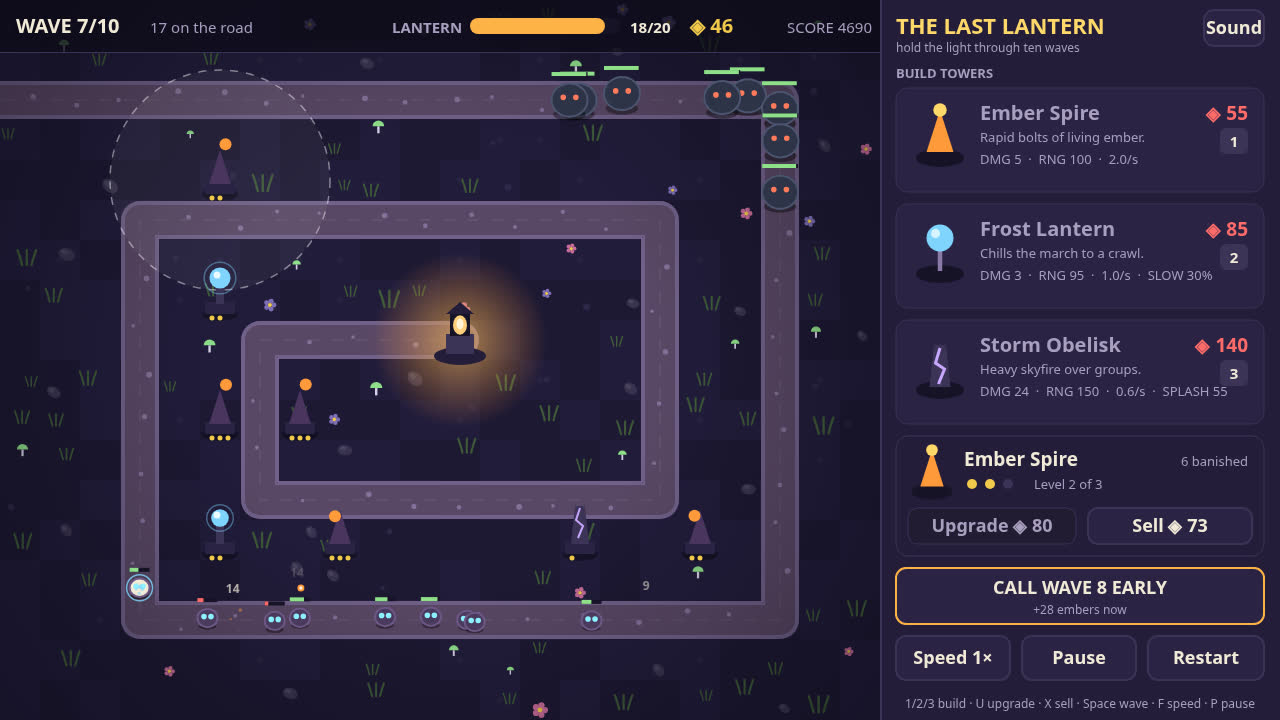 WAVE 7/10
17 on the road
LANTERN
18/20
◈ 46
SCORE 4690
THE LAST LANTERN
hold the light through ten waves
Sound
BUILD TOWERS
Ember Spire
◈ 55
Rapid bolts of living ember.
1
DMG 5 · RNG 100 · 2.0/s
Frost Lantern
◈ 85
Chills the march to a crawl.
2
DMG 3 · RNG 95 · 1.0/s · SLOW 30%
Storm Obelisk
◈ 140
Heavy skyfire over groups.
3
DMG 24 · RNG 150 · 0.6/s · SPLASH 55
Ember Spire
6 banished
Level 2 of 3
Upgrade ◈ 80
Sell ◈ 73
CALL WAVE 8 EARLY
+28 embers now
Speed 1×
Pause
Restart
1/2/3 build · U upgrade · X sell · Space wave · F speed · P pause
14
14
9